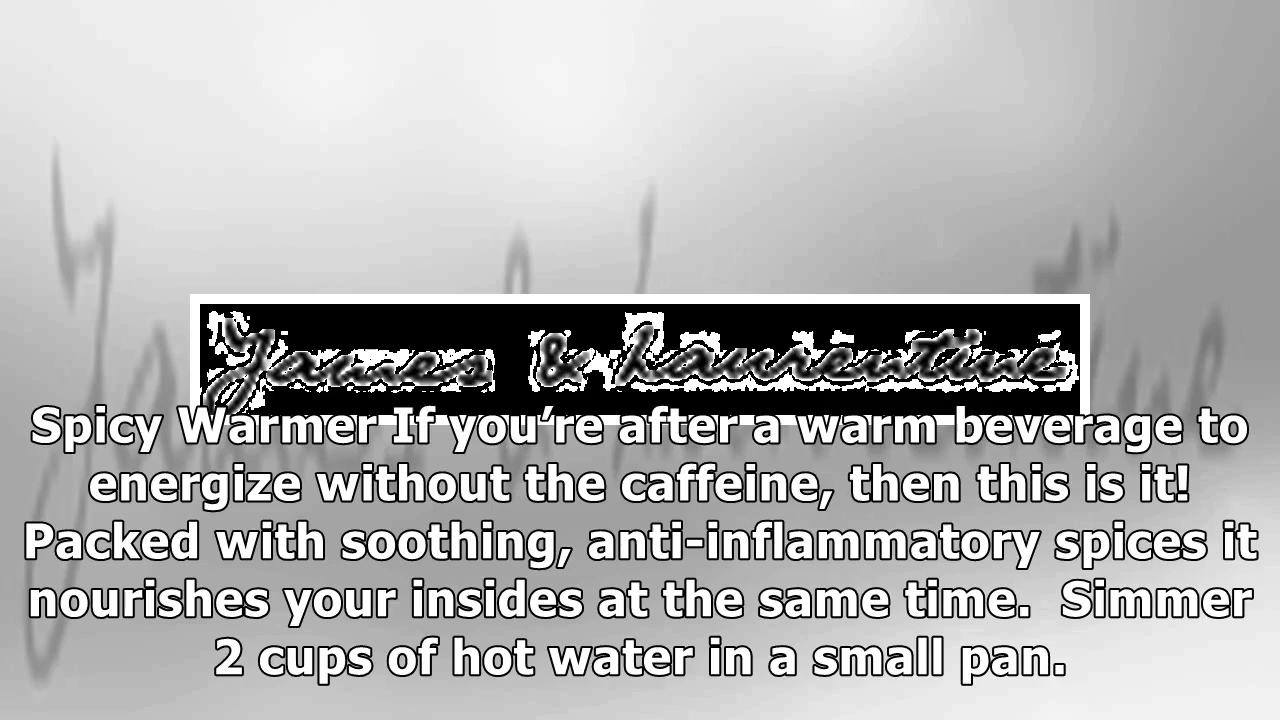 James & Laurentine
Spicy Warmer If you’re after a warm beverage to
energize without the caffeine, then this is it!
Packed with soothing, anti-inflammatory spices it
nourishes your insides at the same time.  Simmer
2 cups of hot water in a small pan.